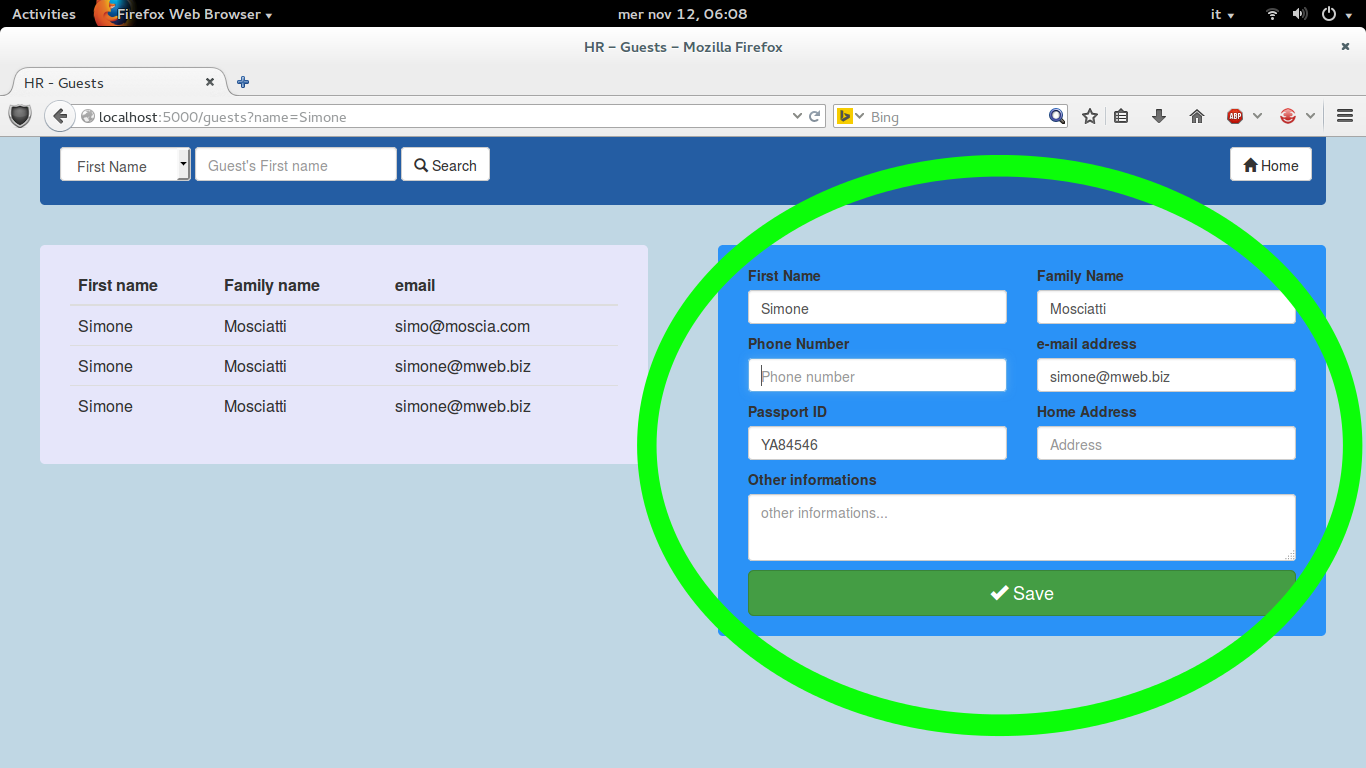 Activities Firefox Web Browser mer nov 12, 06:08 it
HR – Guests – Mozilla Firefox
HR - Guests
localhost:5000/guests?name=Simone Bing ABP
First Name Guest's First name Search Home
First name Family name email
Simone Mosciatti simo@moscia.com
Simone Mosciatti simone@mweb.biz
Simone Mosciatti simone@mweb.biz
First Name Family Name
Simone Mosciatti
Phone Number e-mail address
Phone number simone@mweb.biz
Passport ID Home Address
YA84546 Address
Other informations
other informations...
Save